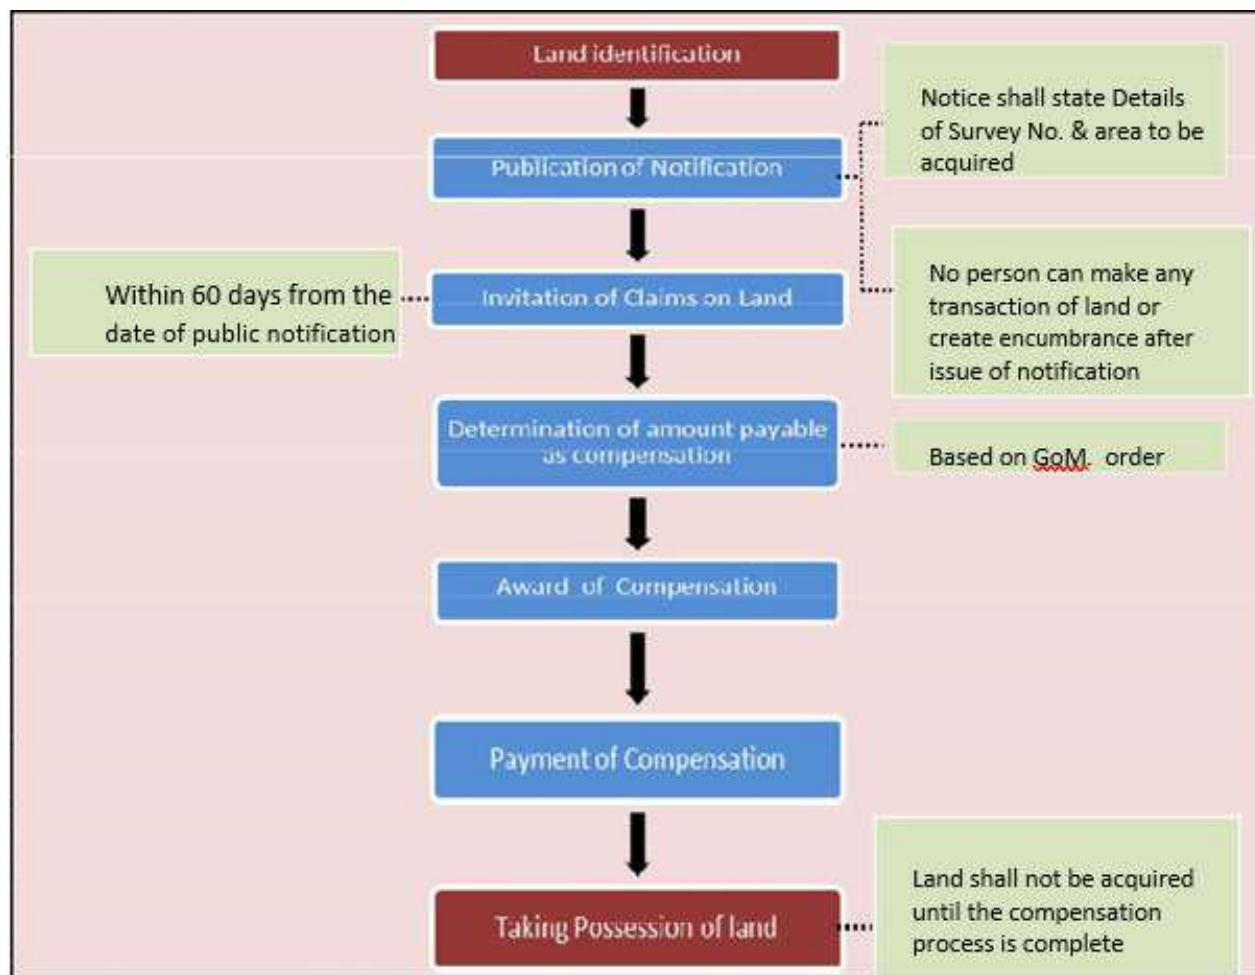 Land identification
Notice shall state Details
of Survey No. & area to be
acquired
Publication of Notification
No person can make any
transaction of land or
create encumbrance after
issue of notification
Within 60 days from the
date of public notification
Invitation of Claims on Land
Determination of amount payable
as compensation
Based on GoM. order
Award of Compensation
Payment of Compensation
Taking Possession of land
Land shall not be acquired
until the compensation
process is complete